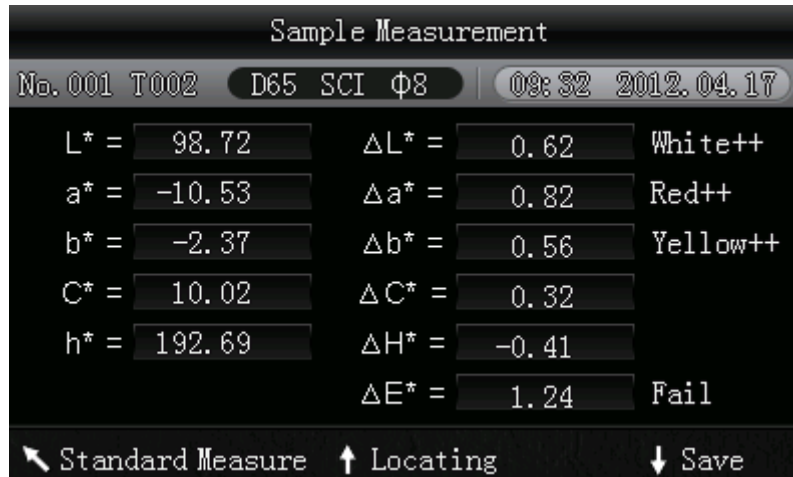 Sample Measurement
No.001 T002 D65 SCI Φ8 09:32 2012.04.17
L* = 98.72 ΔL* = 0.62 White++
a* = -10.53 Δa* = 0.82 Red++
b* = -2.37 Δb* = 0.56 Yellow++
C* = 10.02 ΔC* = 0.32
h* = 192.69 ΔH* = -0.41
ΔE* = 1.24 Fail
↖ Standard Measure ↑ Locating ↓ Save